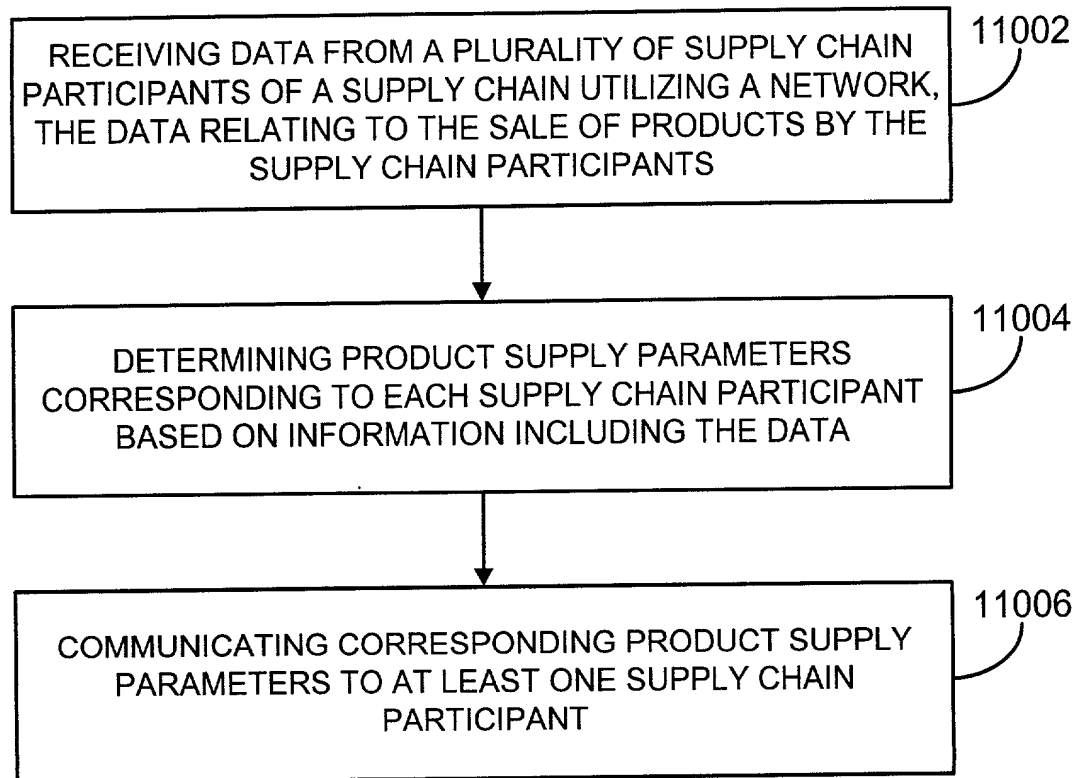 11002
RECEIVING DATA FROM A PLURALITY OF SUPPLY CHAIN
PARTICIPANTS OF A SUPPLY CHAIN UTILIZING A NETWORK,
THE DATA RELATING TO THE SALE OF PRODUCTS BY THE
SUPPLY CHAIN PARTICIPANTS
11004
DETERMINING PRODUCT SUPPLY PARAMETERS
CORRESPONDING TO EACH SUPPLY CHAIN PARTICIPANT
BASED ON INFORMATION INCLUDING THE DATA
11006
COMMUNICATING CORRESPONDING PRODUCT SUPPLY
PARAMETERS TO AT LEAST ONE SUPPLY CHAIN
PARTICIPANT